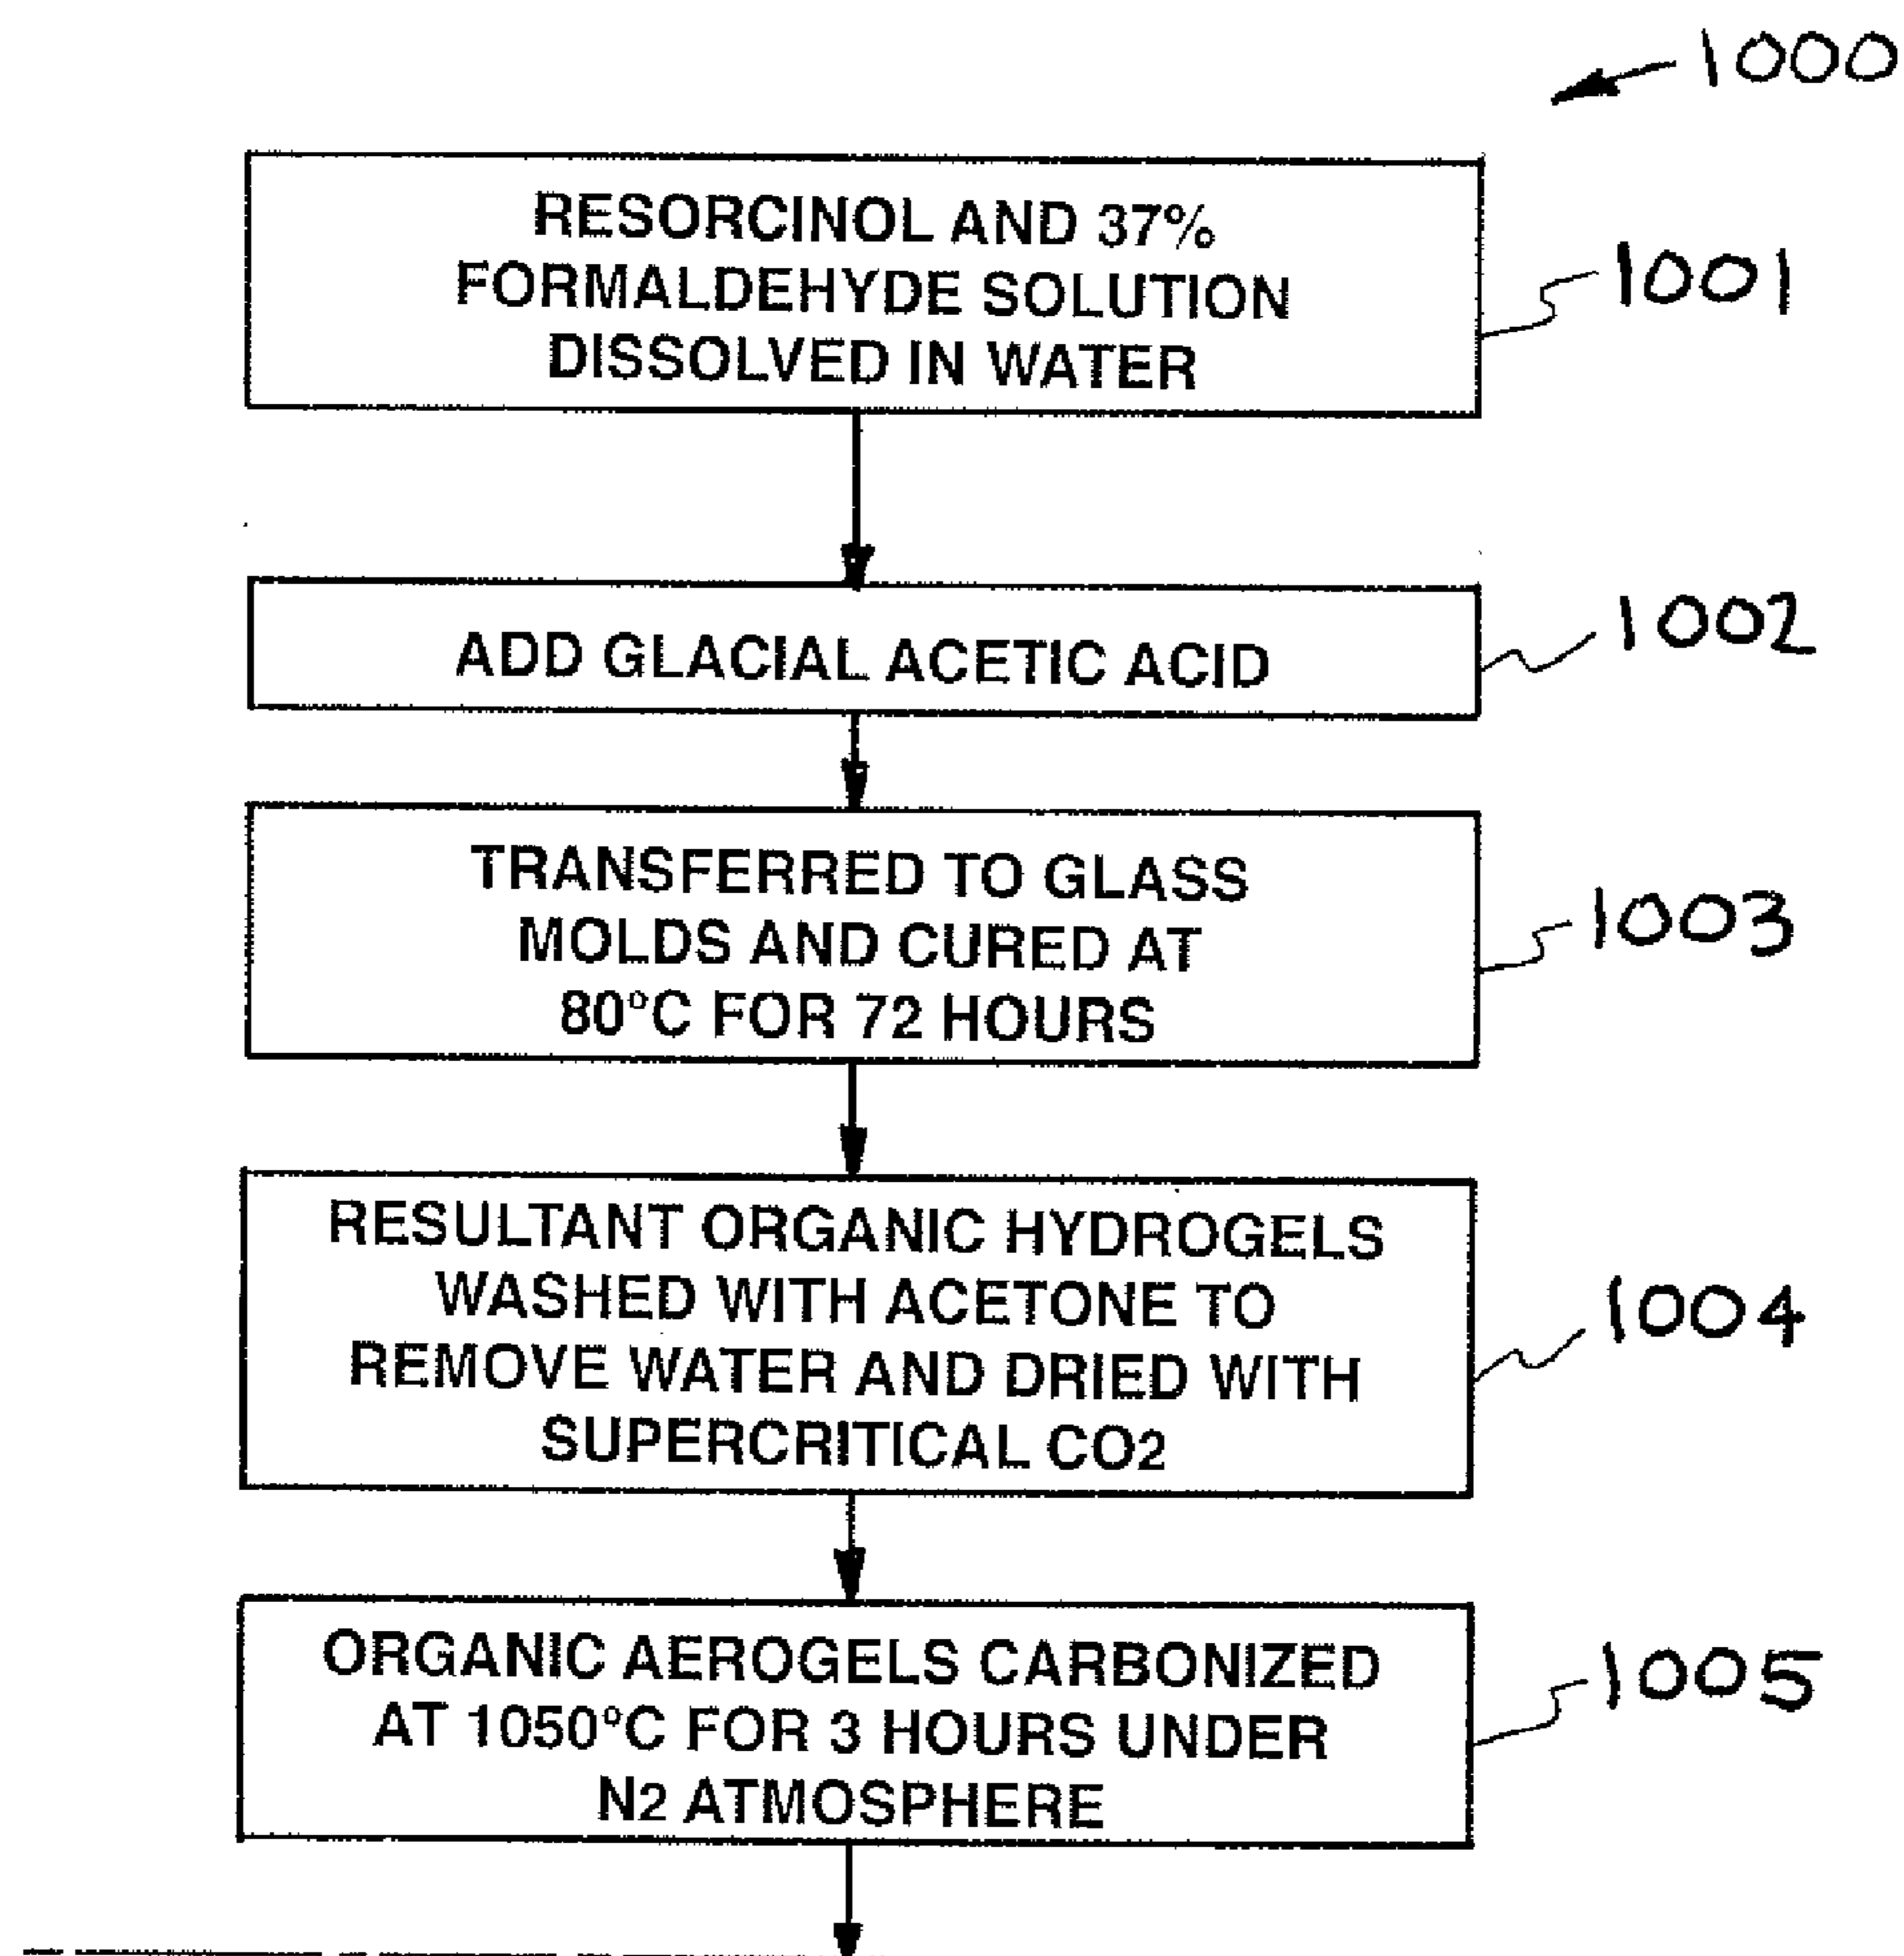 1000
RESORCINOL AND 37%
FORMALDEHYDE SOLUTION
DISSOLVED IN WATER
1001
ADD GLACIAL ACETIC ACID
1002
TRANSFERRED TO GLASS
MOLDS AND CURED AT
80°C FOR 72 HOURS
1003
RESULTANT ORGANIC HYDROGELS
WASHED WITH ACETONE TO
REMOVE WATER AND DRIED WITH
SUPERCRITICAL CO2
1004
ORGANIC AEROGELS CARBONIZED
AT 1050°C FOR 3 HOURS UNDER
N2 ATMOSPHERE
1005